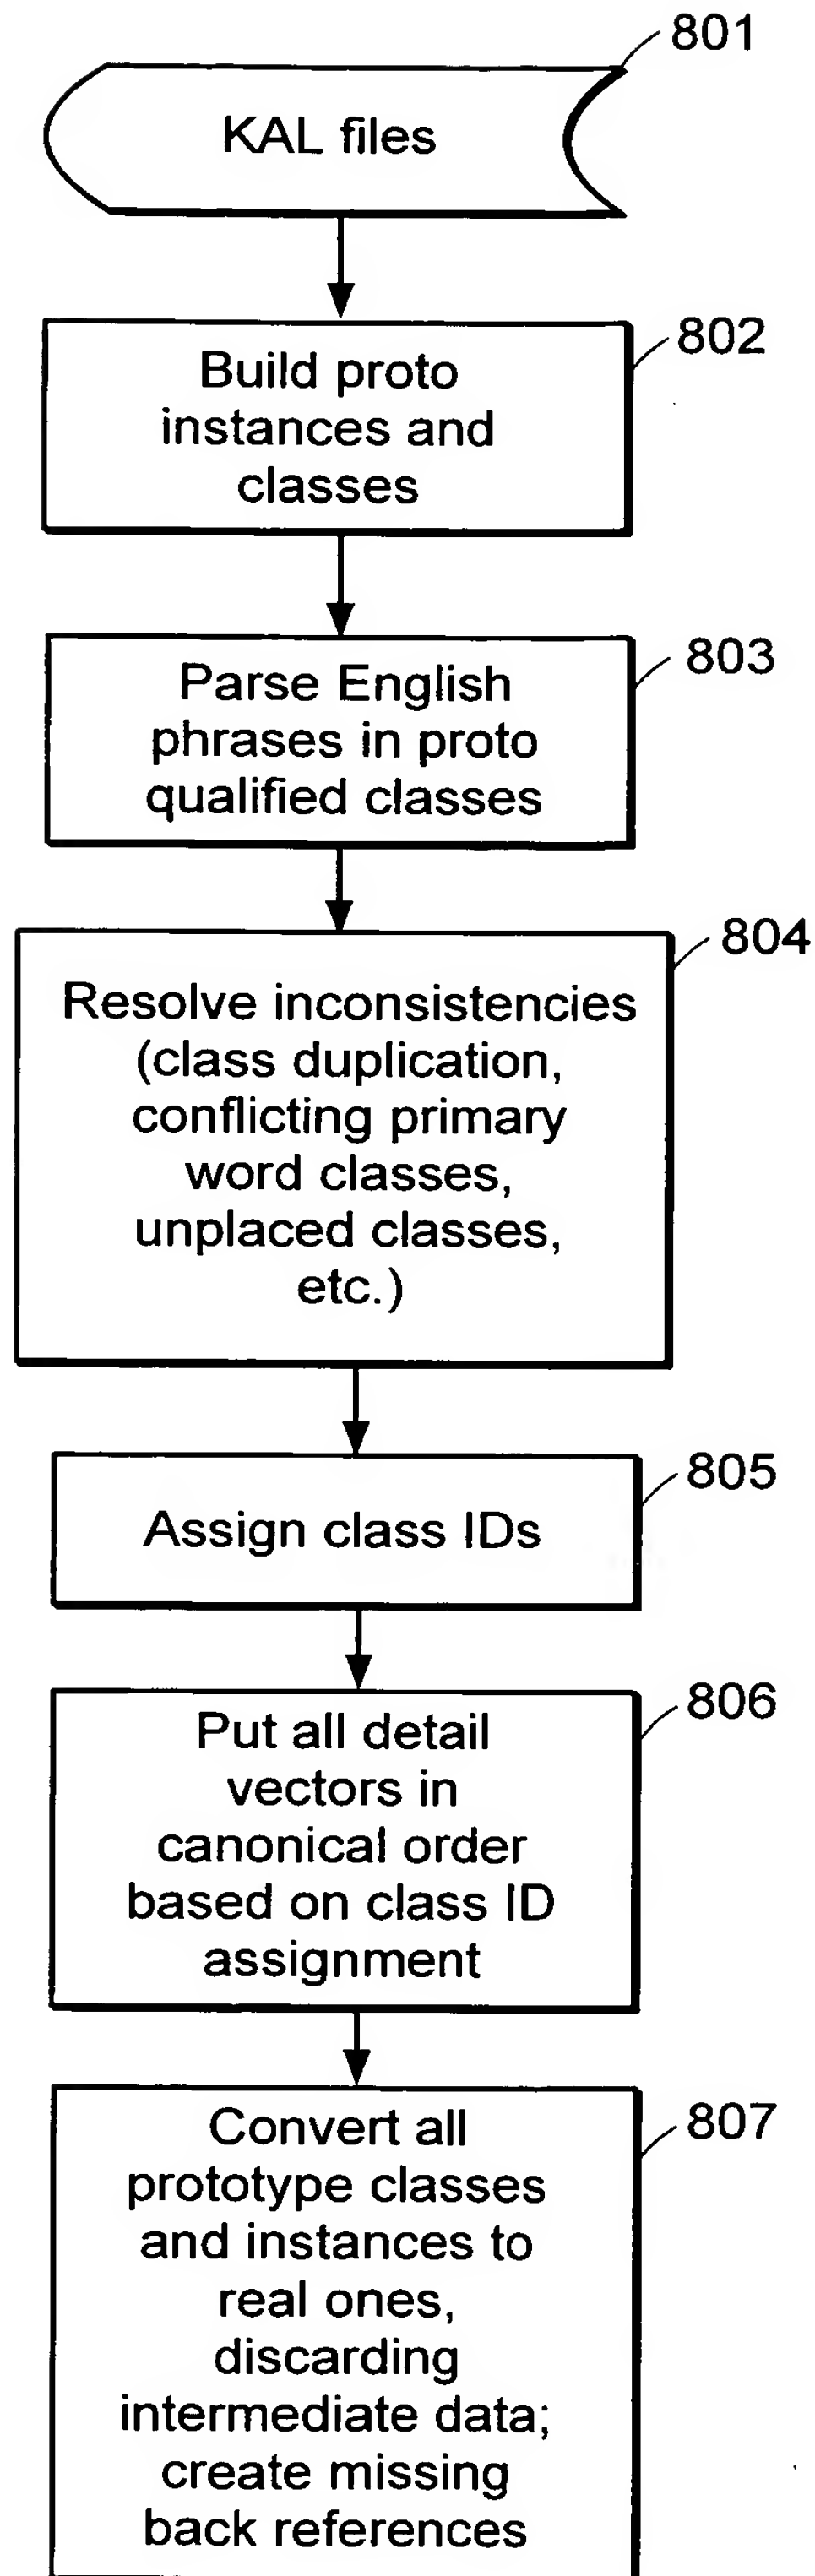 801
KAL files
802
Build proto
instances and
classes
803
Parse English
phrases in proto
qualified classes
804
Resolve inconsistencies
(class duplication,
conflicting primary
word classes,
unplaced classes,
etc.)
805
Assign class IDs
806
Put all detail
vectors in
canonical order
based on class ID
assignment
807
Convert all
prototype classes
and instances to
real ones,
discarding
intermediate data;
create missing
back references